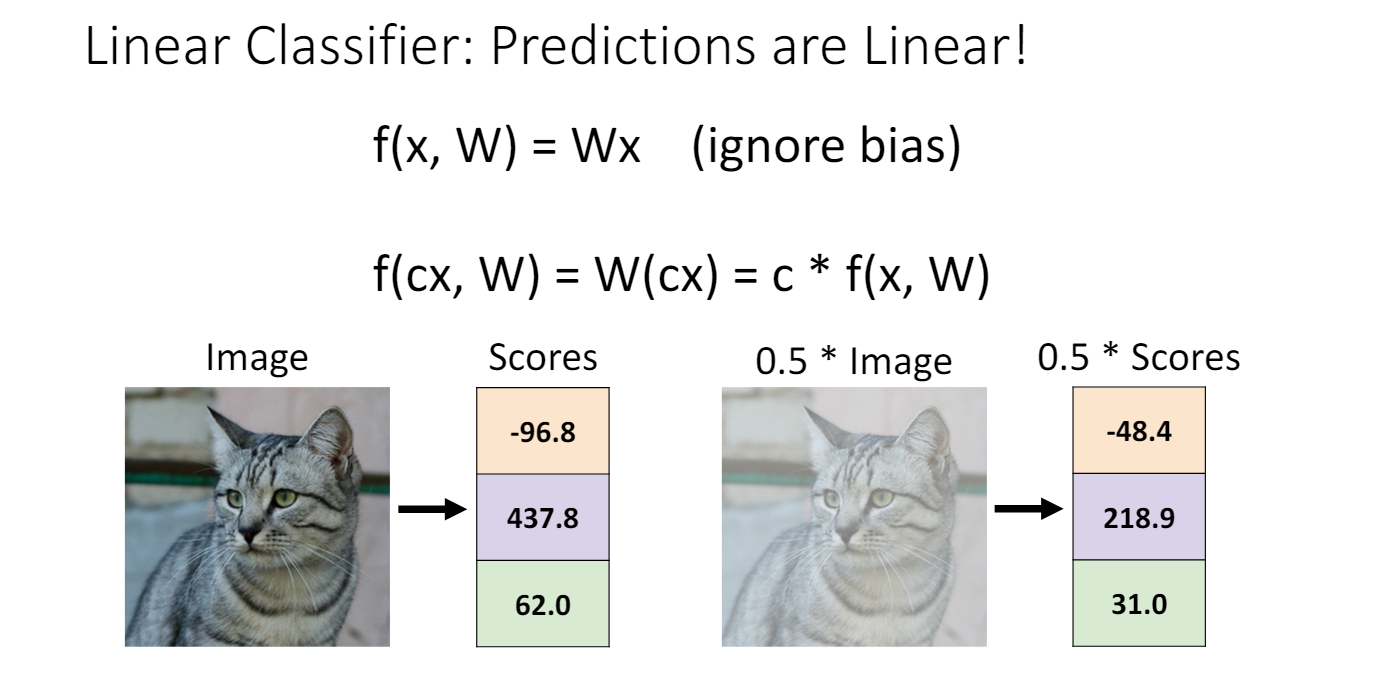 Linear Classifier: Predictions are Linear!
f(x, W) = Wx (ignore bias)
f(cx, W) = W(cx) = c * f(x, W)
Image
Scores
-96.8
437.8
62.0
0.5 * Image
0.5 * Scores
-48.4
218.9
31.0